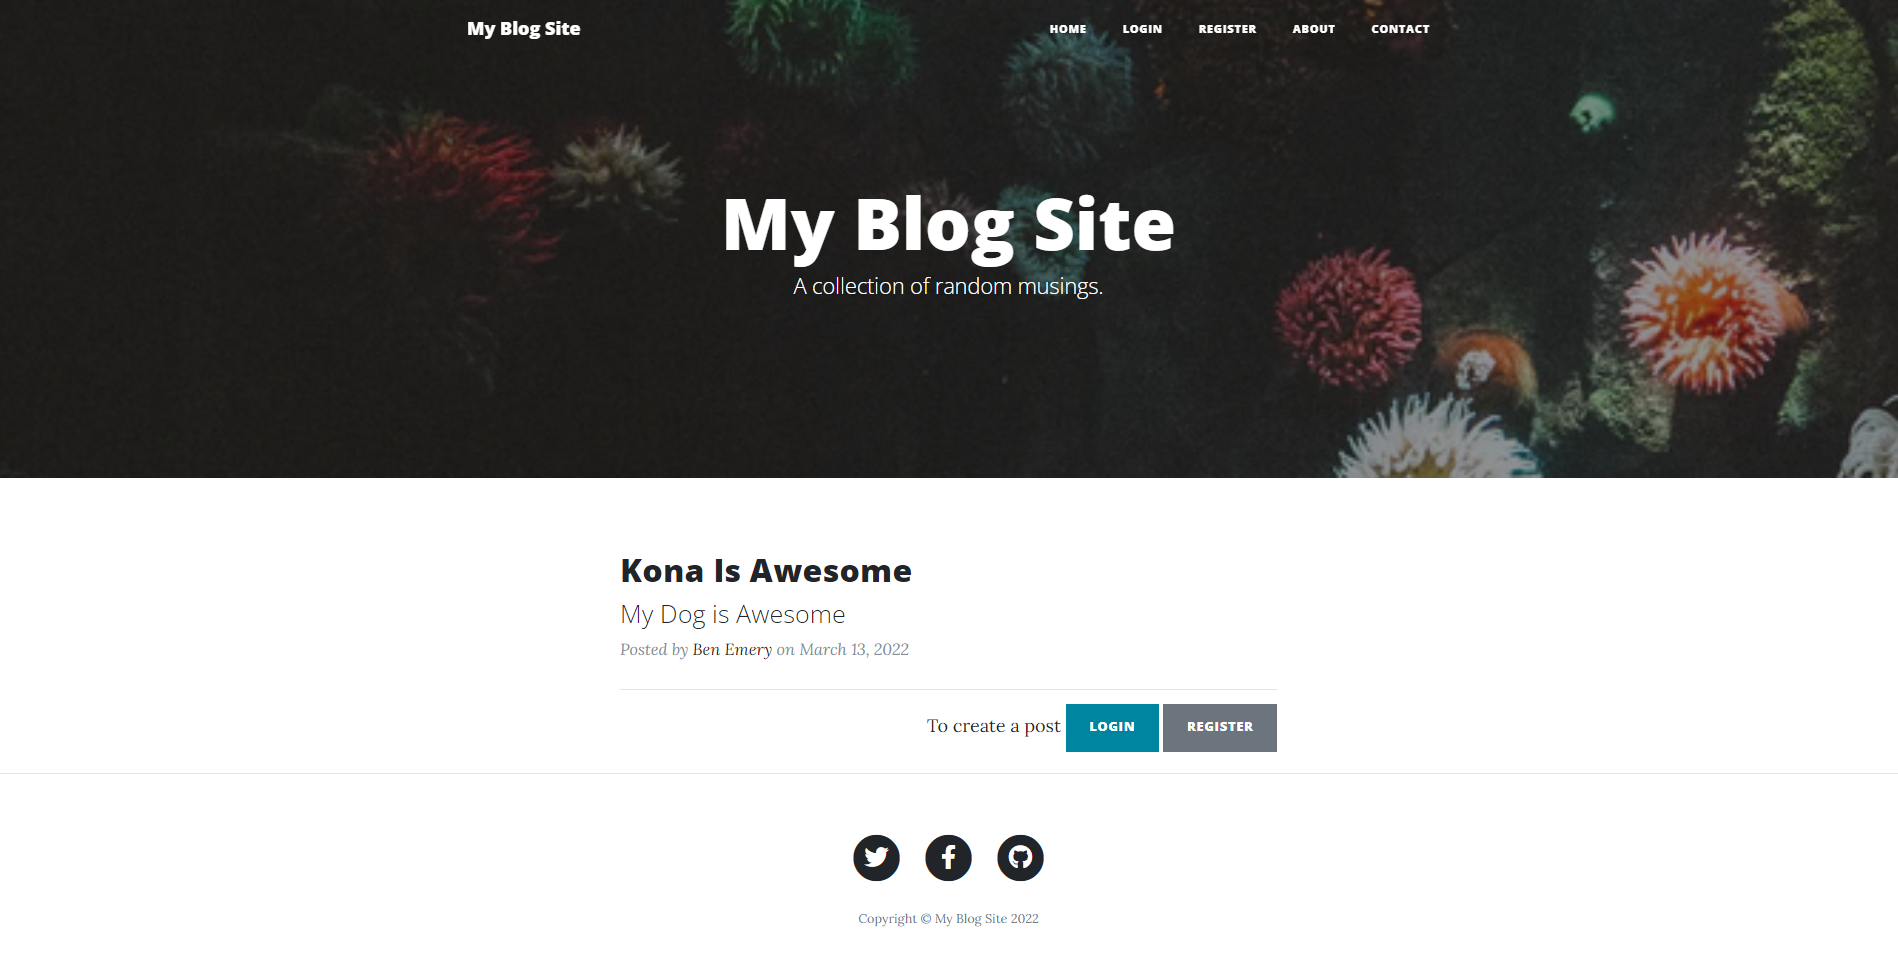 My Blog Site
HOME LOGIN REGISTER ABOUT CONTACT
My Blog Site
A collection of random musings.
Kona Is Awesome
My Dog is Awesome
Posted by Ben Emery on March 13, 2022
To create a post LOGIN REGISTER
Copyright © My Blog Site 2022